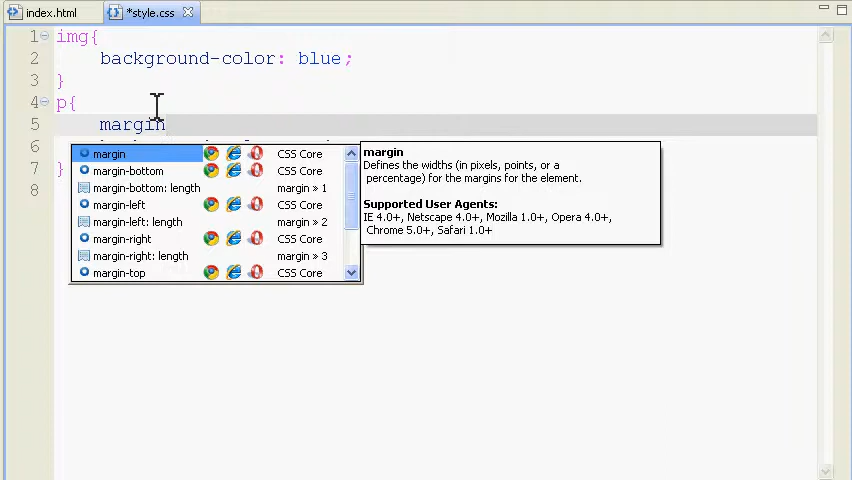 index.html
*style.css
1 img{
2 background-color: blue;
3 }
4 p{
5 margin
6
7 }
8
margin CSS Core
margin-bottom CSS Core
margin-bottom: length margin » 1
margin-left CSS Core
margin-left: length margin » 2
margin-right CSS Core
margin-right: length margin » 3
margin-top CSS Core
margin
Defines the widths (in pixels, points, or a
percentage) for the margins for the element.
Supported User Agents:
IE 4.0+, Netscape 4.0+, Mozilla 1.0+, Opera 4.0+,
Chrome 5.0+, Safari 1.0+